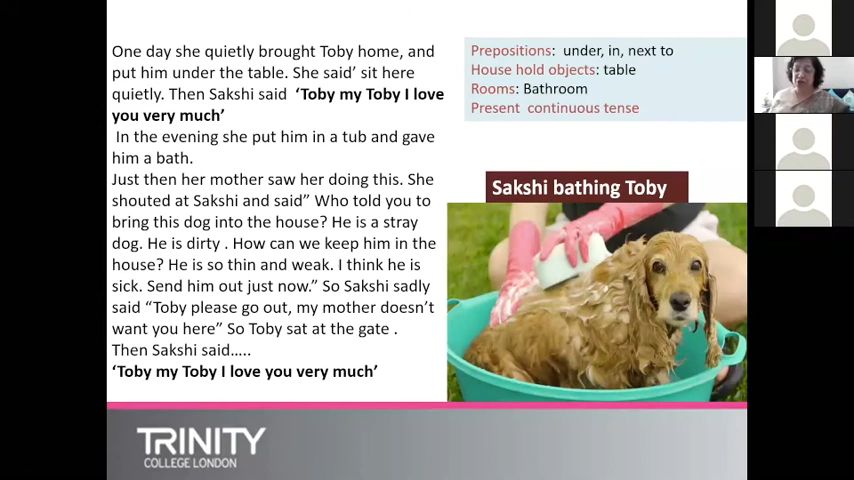 One day she quietly brought Toby home, and
put him under the table. She said’ sit here
quietly. Then Sakshi said ‘Toby my Toby I love
you very much’
In the evening she put him in a tub and gave
him a bath.
Just then her mother saw her doing this. She
shouted at Sakshi and said” Who told you to
bring this dog into the house? He is a stray
dog. He is dirty . How can we keep him in the
house? He is so thin and weak. I think he is
sick. Send him out just now.” So Sakshi sadly
said “Toby please go out, my mother doesn’t
want you here” So Toby sat at the gate .
Then Sakshi said.....
‘Toby my Toby I love you very much’
Prepositions: under, in, next to
House hold objects: table
Rooms: Bathroom
Present continuous tense
Sakshi bathing Toby
TRINITY
COLLEGE LONDON